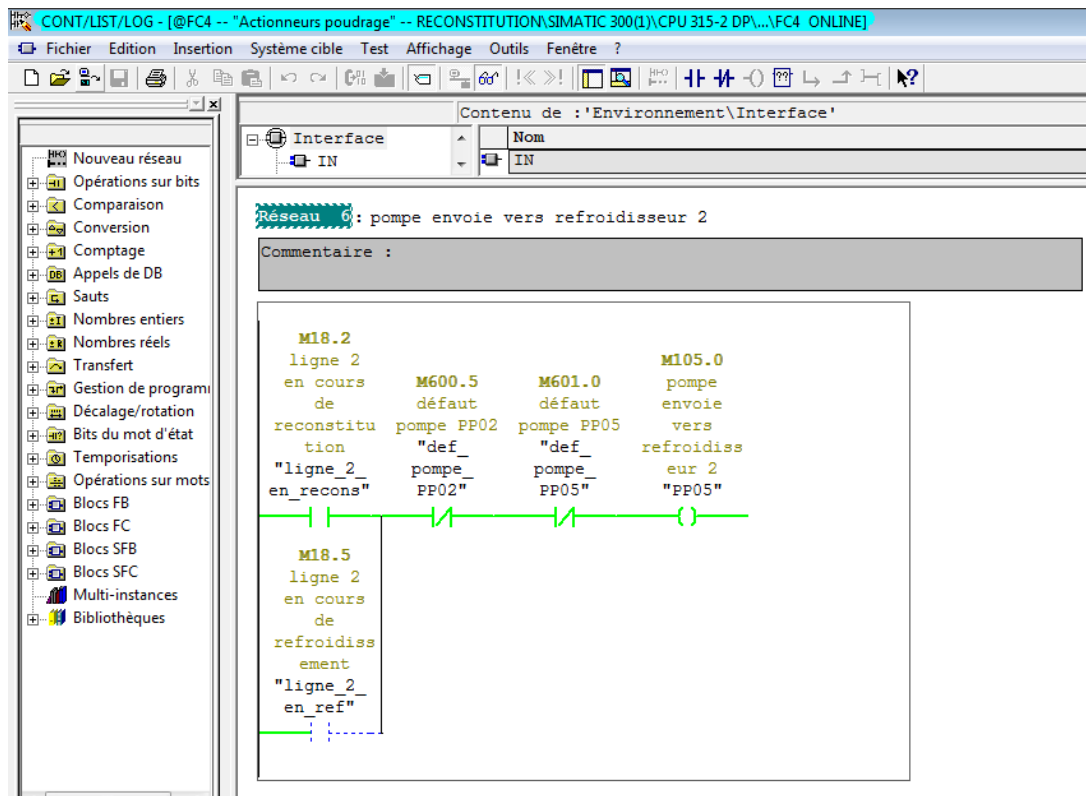 CONT/LIST/LOG - [@FC4 -- "Actionneurs poudrage" -- RECONSTITUTION\SIMATIC 300(1)\CPU 315-2 DP\...\FC4 ONLINE]
Fichier Edition Insertion Système cible Test Affichage Outils Fenêtre ?
Contenu de :'Environnement\Interface'
Interface
IN
Nom
IN
Nouveau réseau
Opérations sur bits
Comparaison
Conversion
Comptage
Appels de DB
Sauts
Nombres entiers
Nombres réels
Transfert
Gestion de programm
Décalage/rotation
Bits du mot d'état
Temporisations
Opérations sur mots
Blocs FB
Blocs FC
Blocs SFB
Blocs SFC
Multi-instances
Bibliothèques
Réseau 6 : pompe envoie vers refroidisseur 2
Commentaire :
M18.2
ligne 2
en cours
de
reconstitu
tion
"ligne_2_
en_recons"
M600.5
défaut
pompe PP02
"def_
pompe_
PP02"
M601.0
défaut
pompe PP05
"def_
pompe_
PP05"
M105.0
pompe
envoie
vers
refroidiss
eur 2
"PP05"
M18.5
ligne 2
en cours
de
refroidiss
ement
"ligne_2_
en_ref"